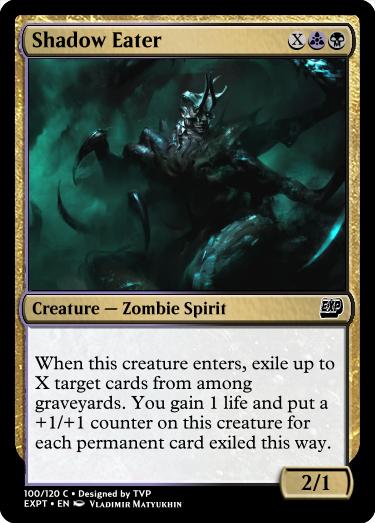 Shadow Eater X
Creature — Zombie Spirit EXP
When this creature enters, exile up to
X target cards from among
graveyards. You gain 1 life and put a
+1/+1 counter on this creature for
each permanent card exiled this way.
2/1
100/120 C • Designed by TVP
EXPT • EN Vladimir Matyukhin